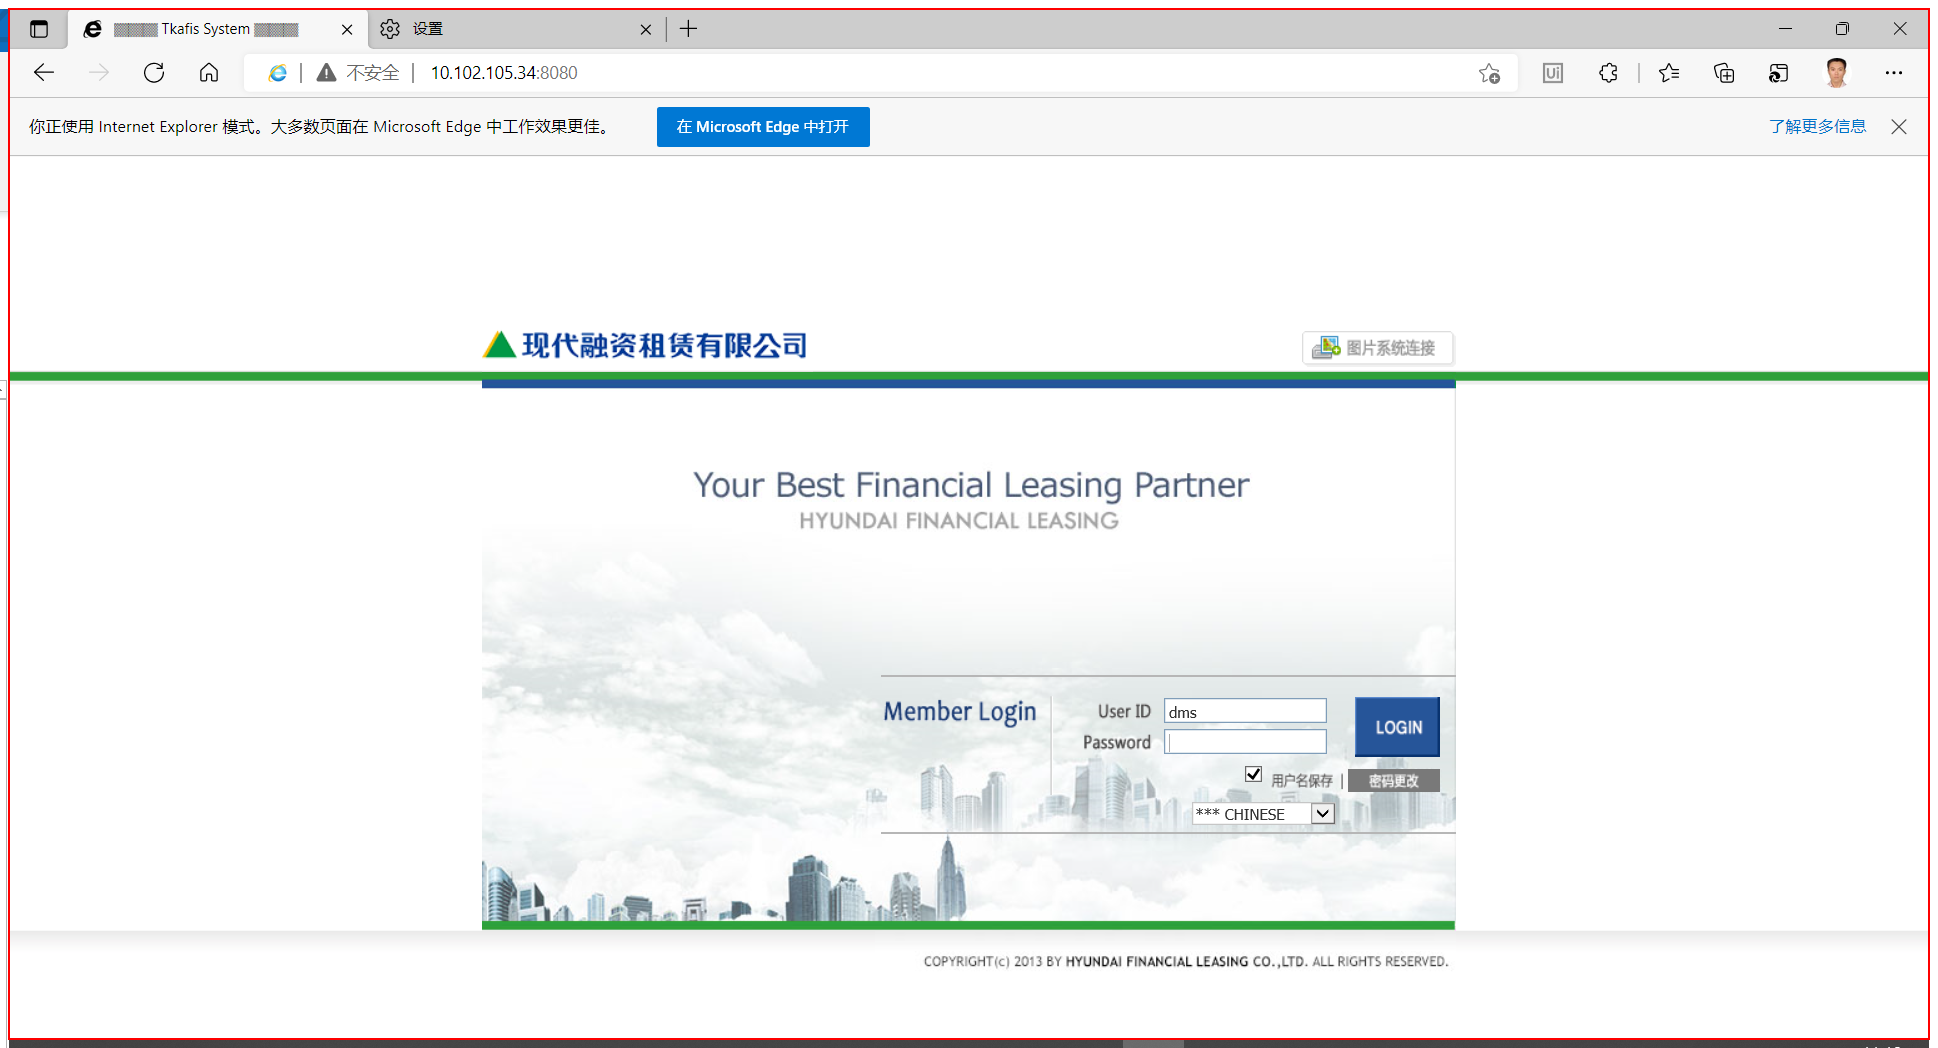 Tkafis System
设置
不安全
10.102.105.34:8080
你正使用 Internet Explorer 模式。大多数页面在 Microsoft Edge 中工作效果更佳。
在 Microsoft Edge 中打开
了解更多信息
现代融资租赁有限公司
图片系统连接
Your Best Financial Leasing Partner
HYUNDAI FINANCIAL LEASING
Member Login
User ID
dms
LOGIN
Password
用户名保存 |
密码更改
*** CHINESE
COPYRIGHT(c) 2013 BY HYUNDAI FINANCIAL LEASING CO.,LTD. ALL RIGHTS RESERVED.